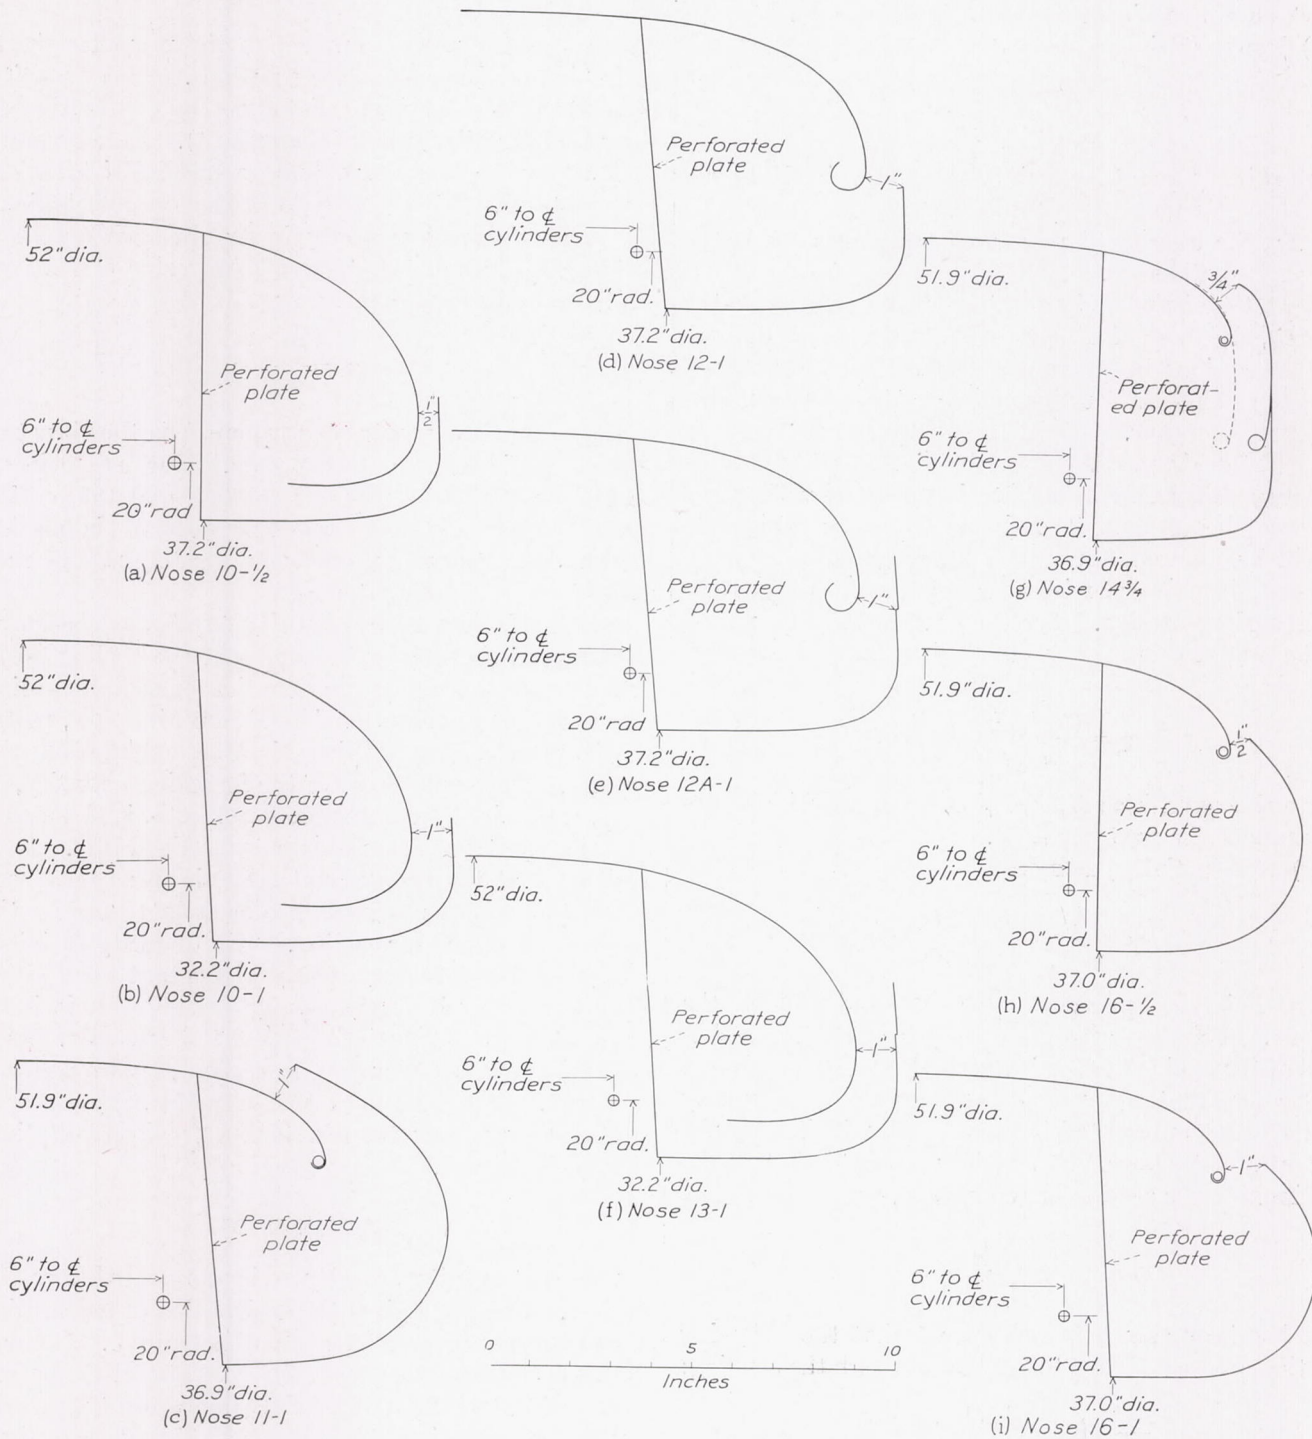 52"dia.
Perforated
plate
1"
2
6" to ℄
cylinders
20"rad
37.2"dia.
(a) Nose 10-½
52"dia.
Perforated
plate
1"
6" to ℄
cylinders
20"rad.
32.2"dia.
(b) Nose 10-1
51.9"dia.
1"
Perforated
plate
6" to ℄
cylinders
20"rad.
36.9"dia.
(c) Nose 11-1
Perforated
plate
1"
6" to ℄
cylinders
20"rad.
37.2"dia.
(d) Nose 12-1
Perforated
plate
1"
6" to ℄
cylinders
20"rad
37.2"dia.
(e) Nose 12A-1
52"dia.
Perforated
plate
1"
6" to ℄
cylinders
20"rad.
32.2"dia.
(f) Nose 13-1
0 5 10
Inches
51.9"dia.
¾"
Perforat-
ed plate
6" to ℄
cylinders
20"rad.
36.9"dia.
(g) Nose 14¾
51.9"dia.
1"
2
Perforated
plate
6" to ℄
cylinders
20"rad.
37.0"dia.
(h) Nose 16-½
51.9"dia.
1"
Perforated
plate
6" to ℄
cylinders
20"rad.
37.0"dia.
(i) Nose 16-1